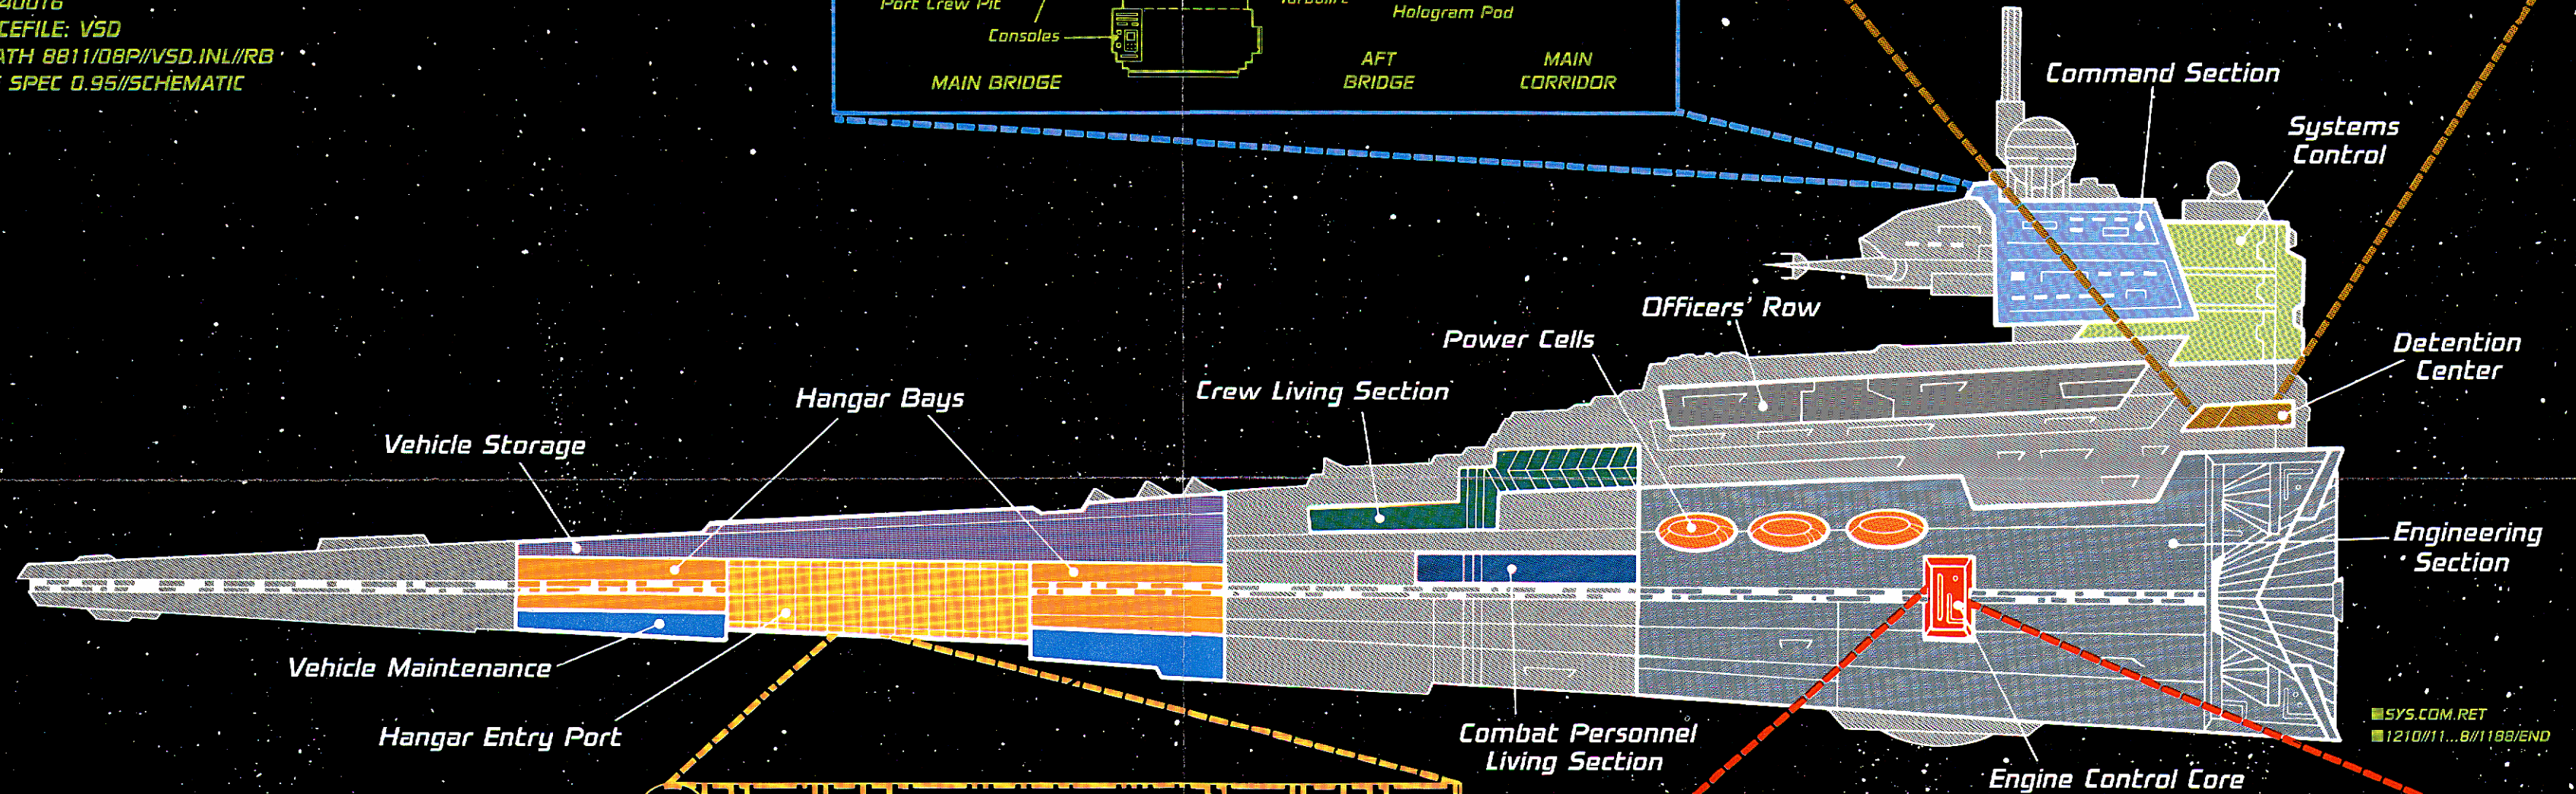 40016
CEFILE: VSD
ATH 8811/08P//VSD.INL//RB
SPEC 0.95//SCHEMATIC
Port Crew Pit
Consoles
Hologram Pod
MAIN BRIDGE
AFT
BRIDGE
MAIN
CORRIDOR
Command Section
Systems
Control
Officers' Row
Power Cells
Detention
Center
Crew Living Section
Hangar Bays
Vehicle Storage
Engineering
Section
Vehicle Maintenance
Hangar Entry Port
Combat Personnel
Living Section
Engine Control Core
SYS.COM.RET
1210//11...8//1188/END